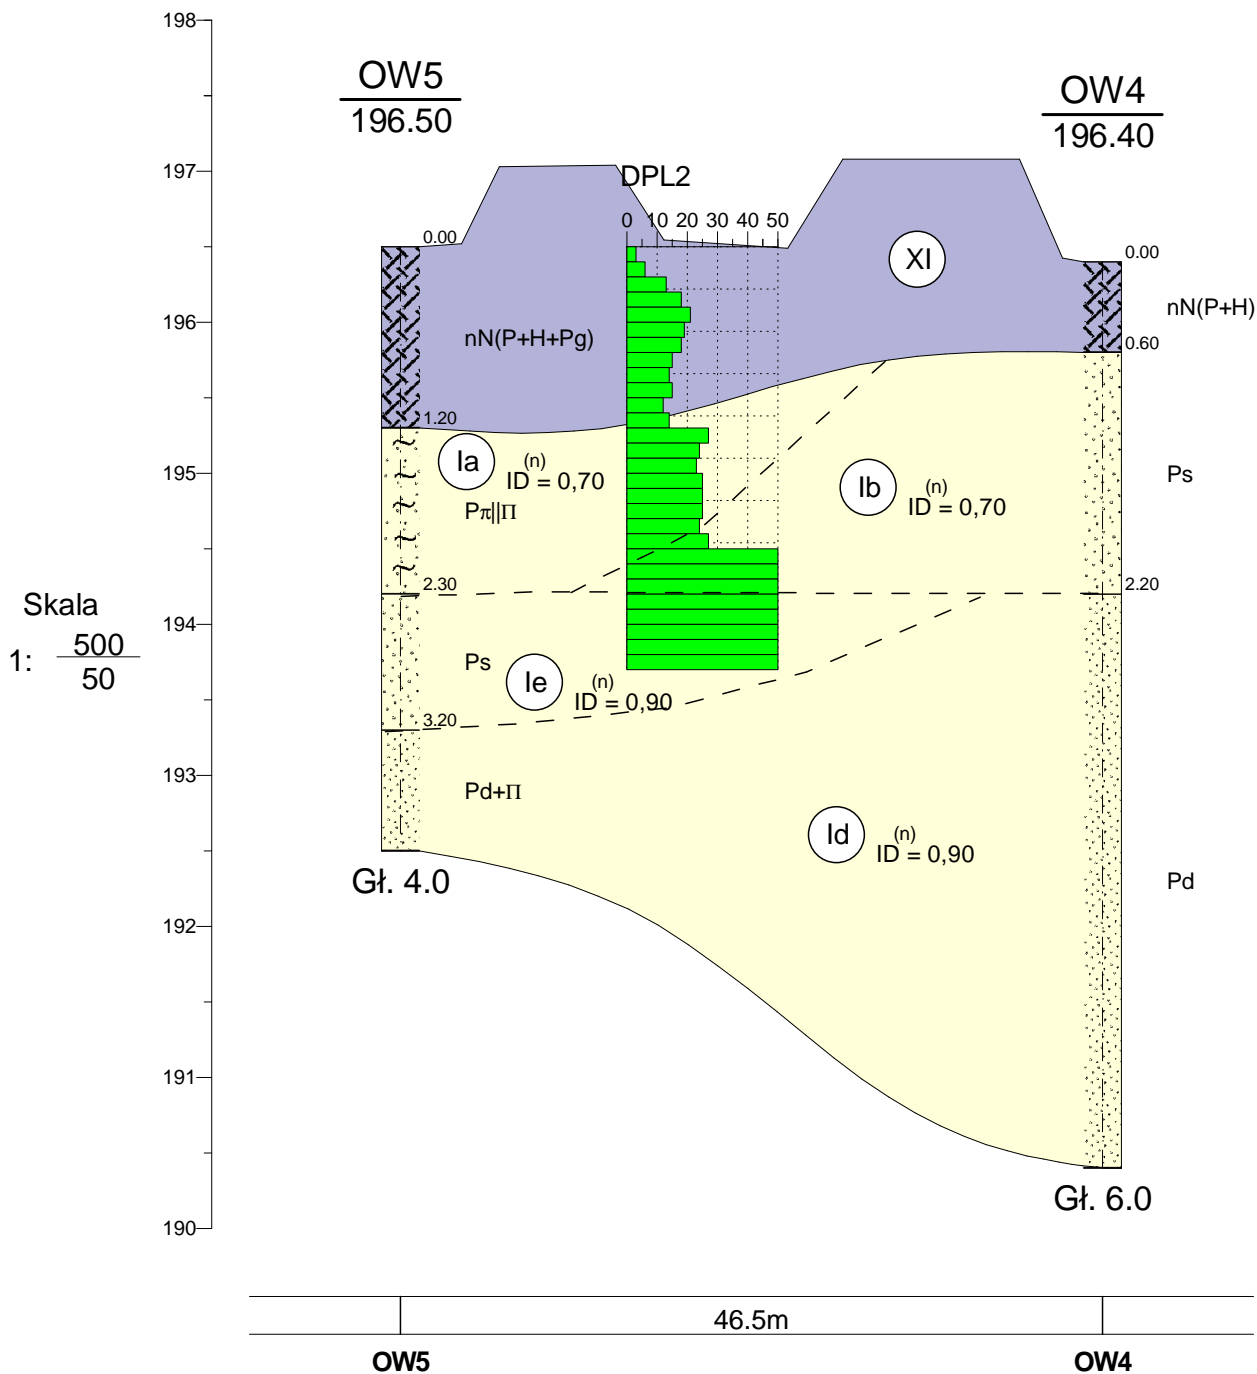 198
OW5
196.50
OW4
196.40
197
DPL2
0 10 20 30 40 50
0.00
0.00
XI
nN(P+H)
196
nN(P+H+Pg)
0.60
1.20
Ia
(n)
ID = 0,70
195
Ps
Ib
(n)
ID = 0,70
Pπ||Π
2.30
2.20
Skala
1: 500
50
194
Ps
Ie
(n)
ID = 0,90
3.20
193
Pd+Π
Id
(n)
ID = 0,90
Gł. 4.0
Pd
192
191
Gł. 6.0
190
46.5m
OW5
OW4